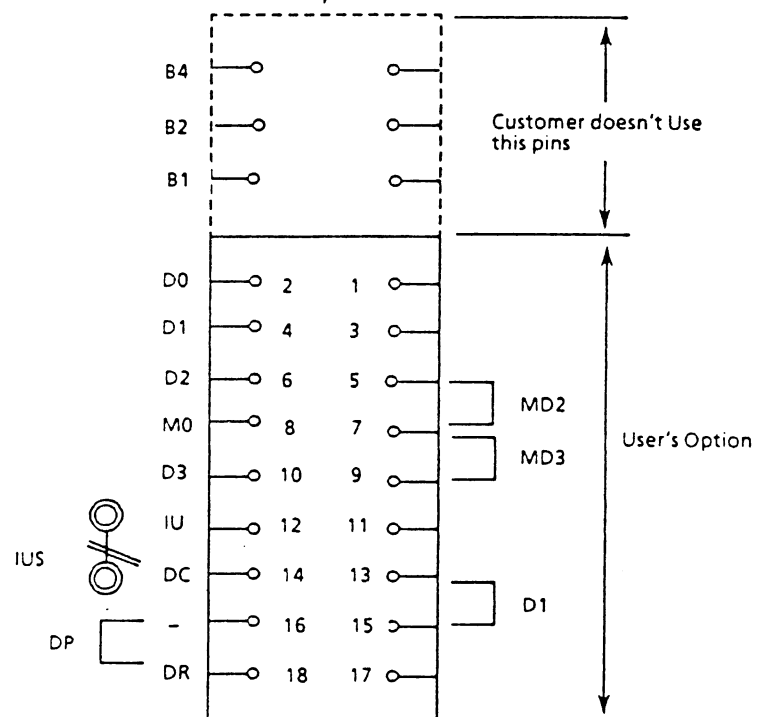 B4
B2
Customer doesn't Use
this pins
B1
D0 2 1
D1 4 3
D2 6 5
MD2
M0 8 7
User's Option
MD3
D3 10 9
IU 12 11
IUS
DC 14 13
D1
– 16 15
DP
DR 18 17